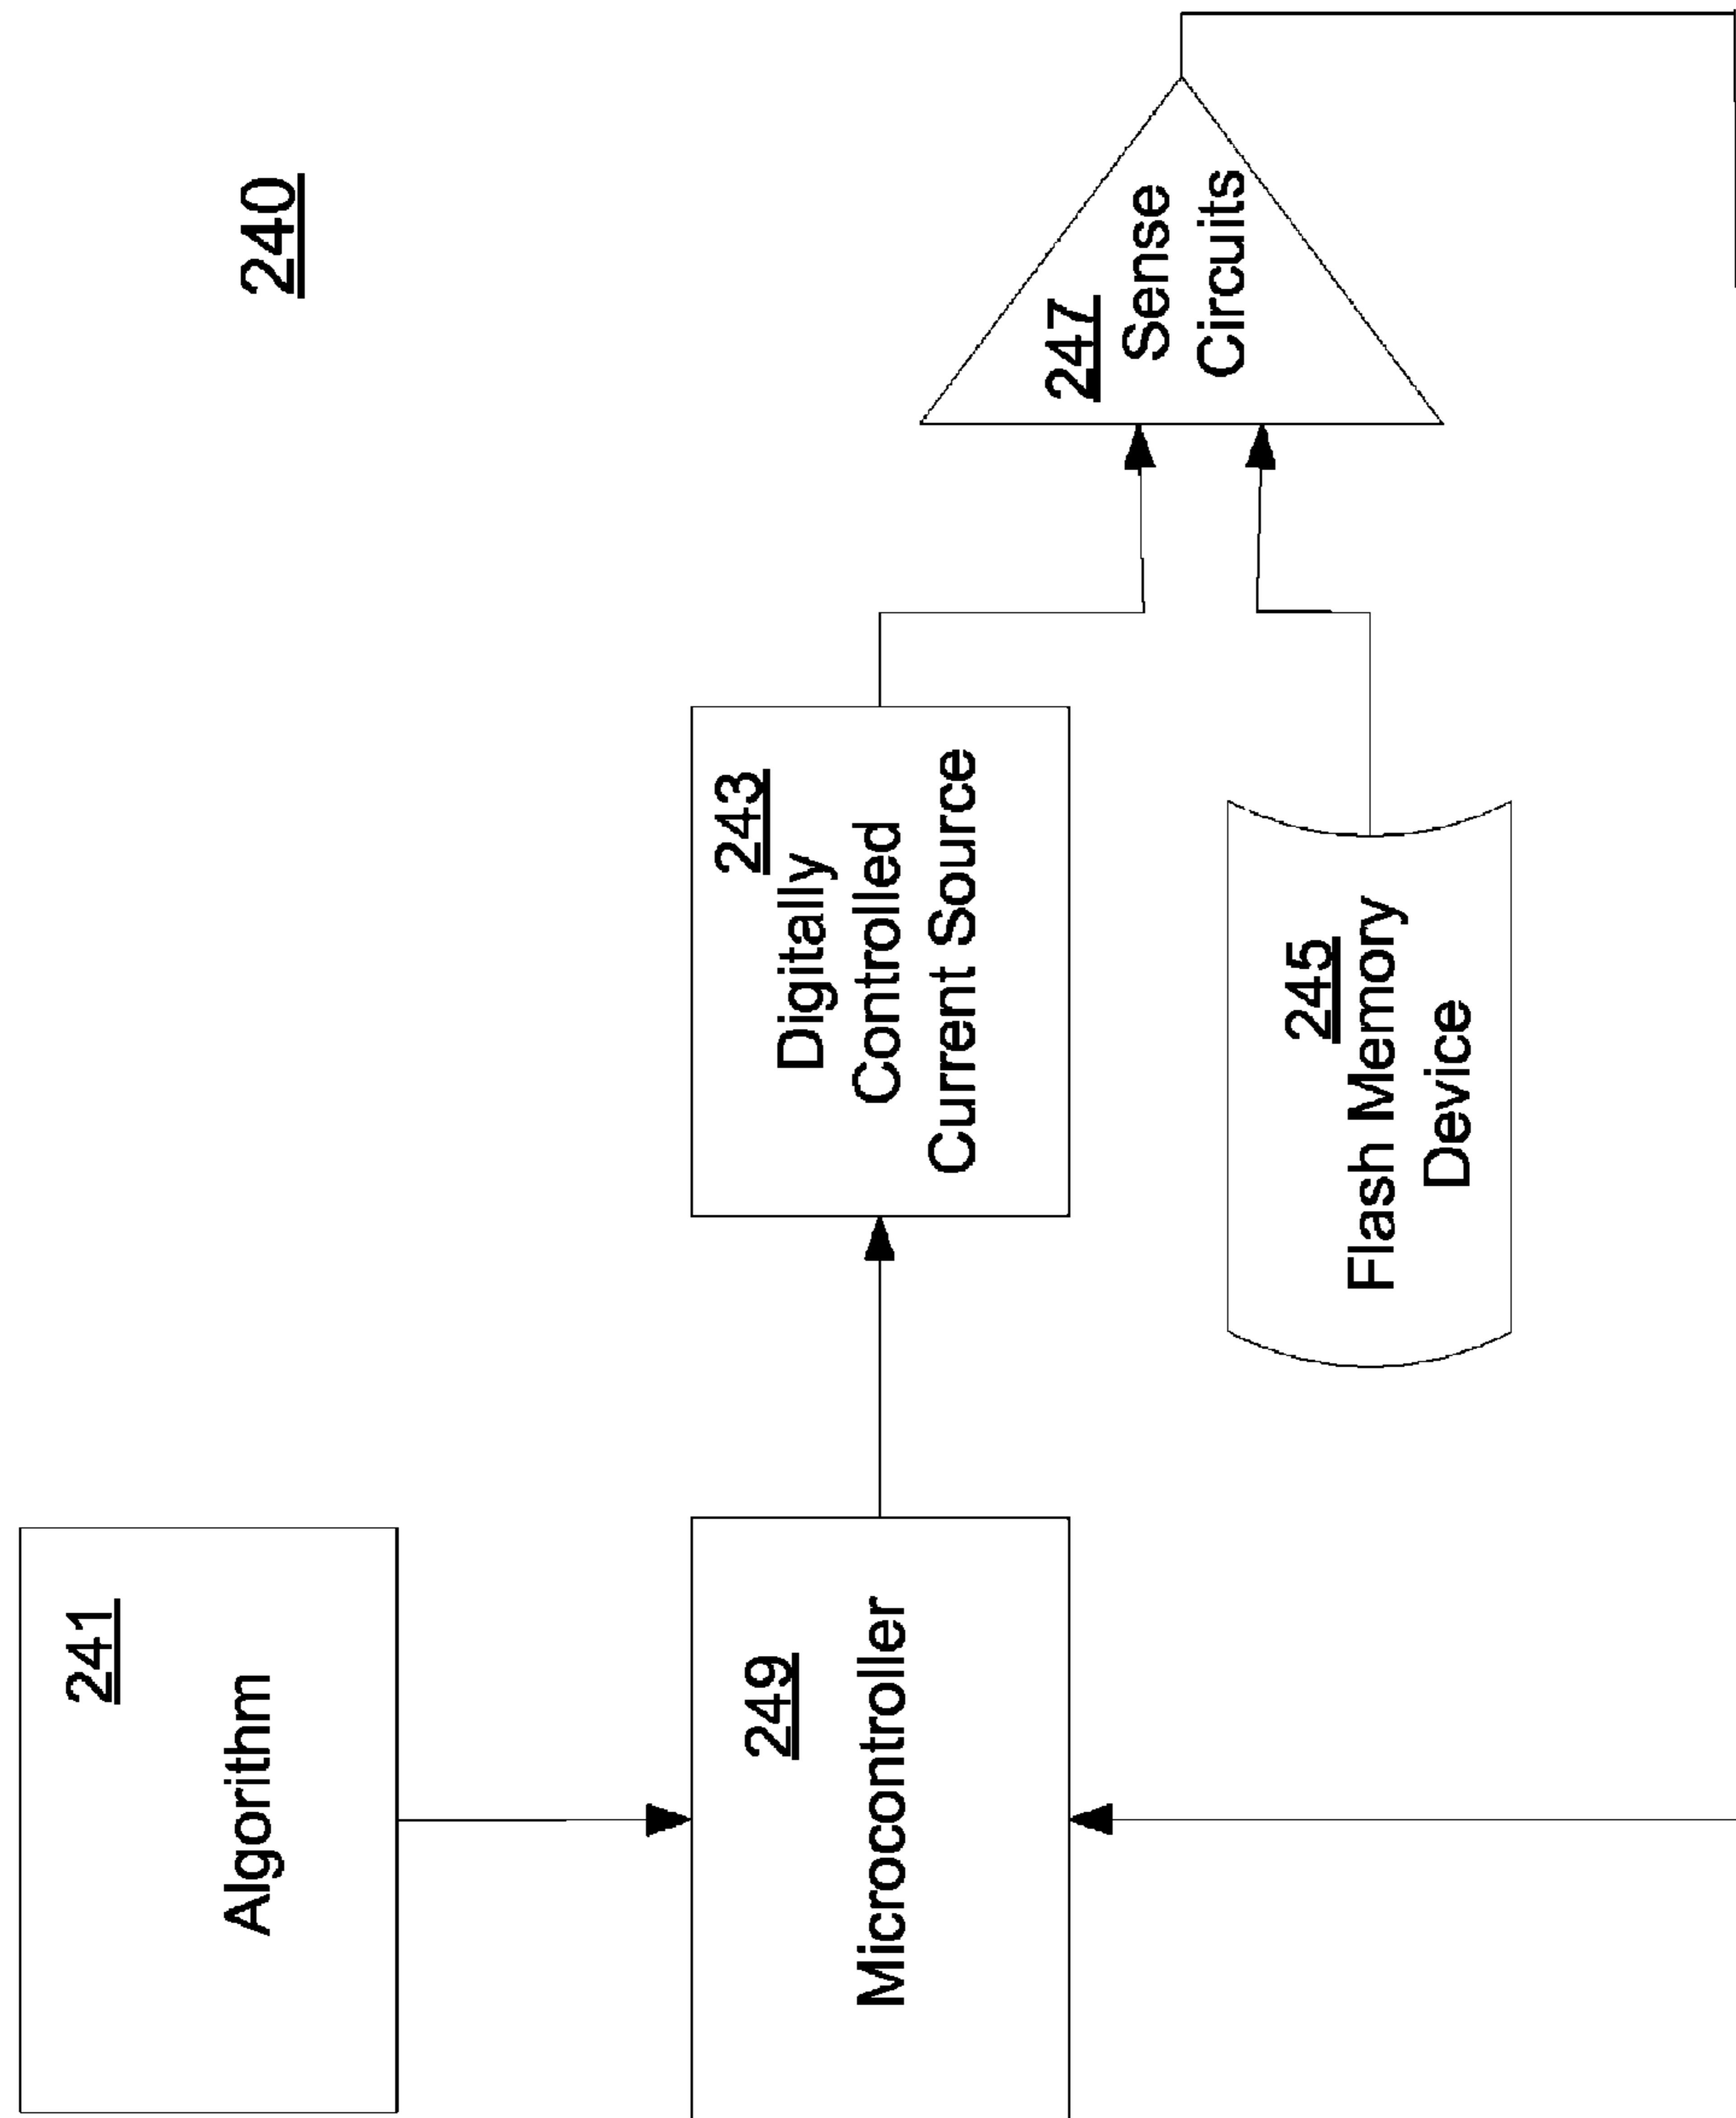 240
241
Algorithm
249
Microcontroller
243
Digitally
Controlled
Current Source
245
Flash Memory
Device
247
Sense
Circuits